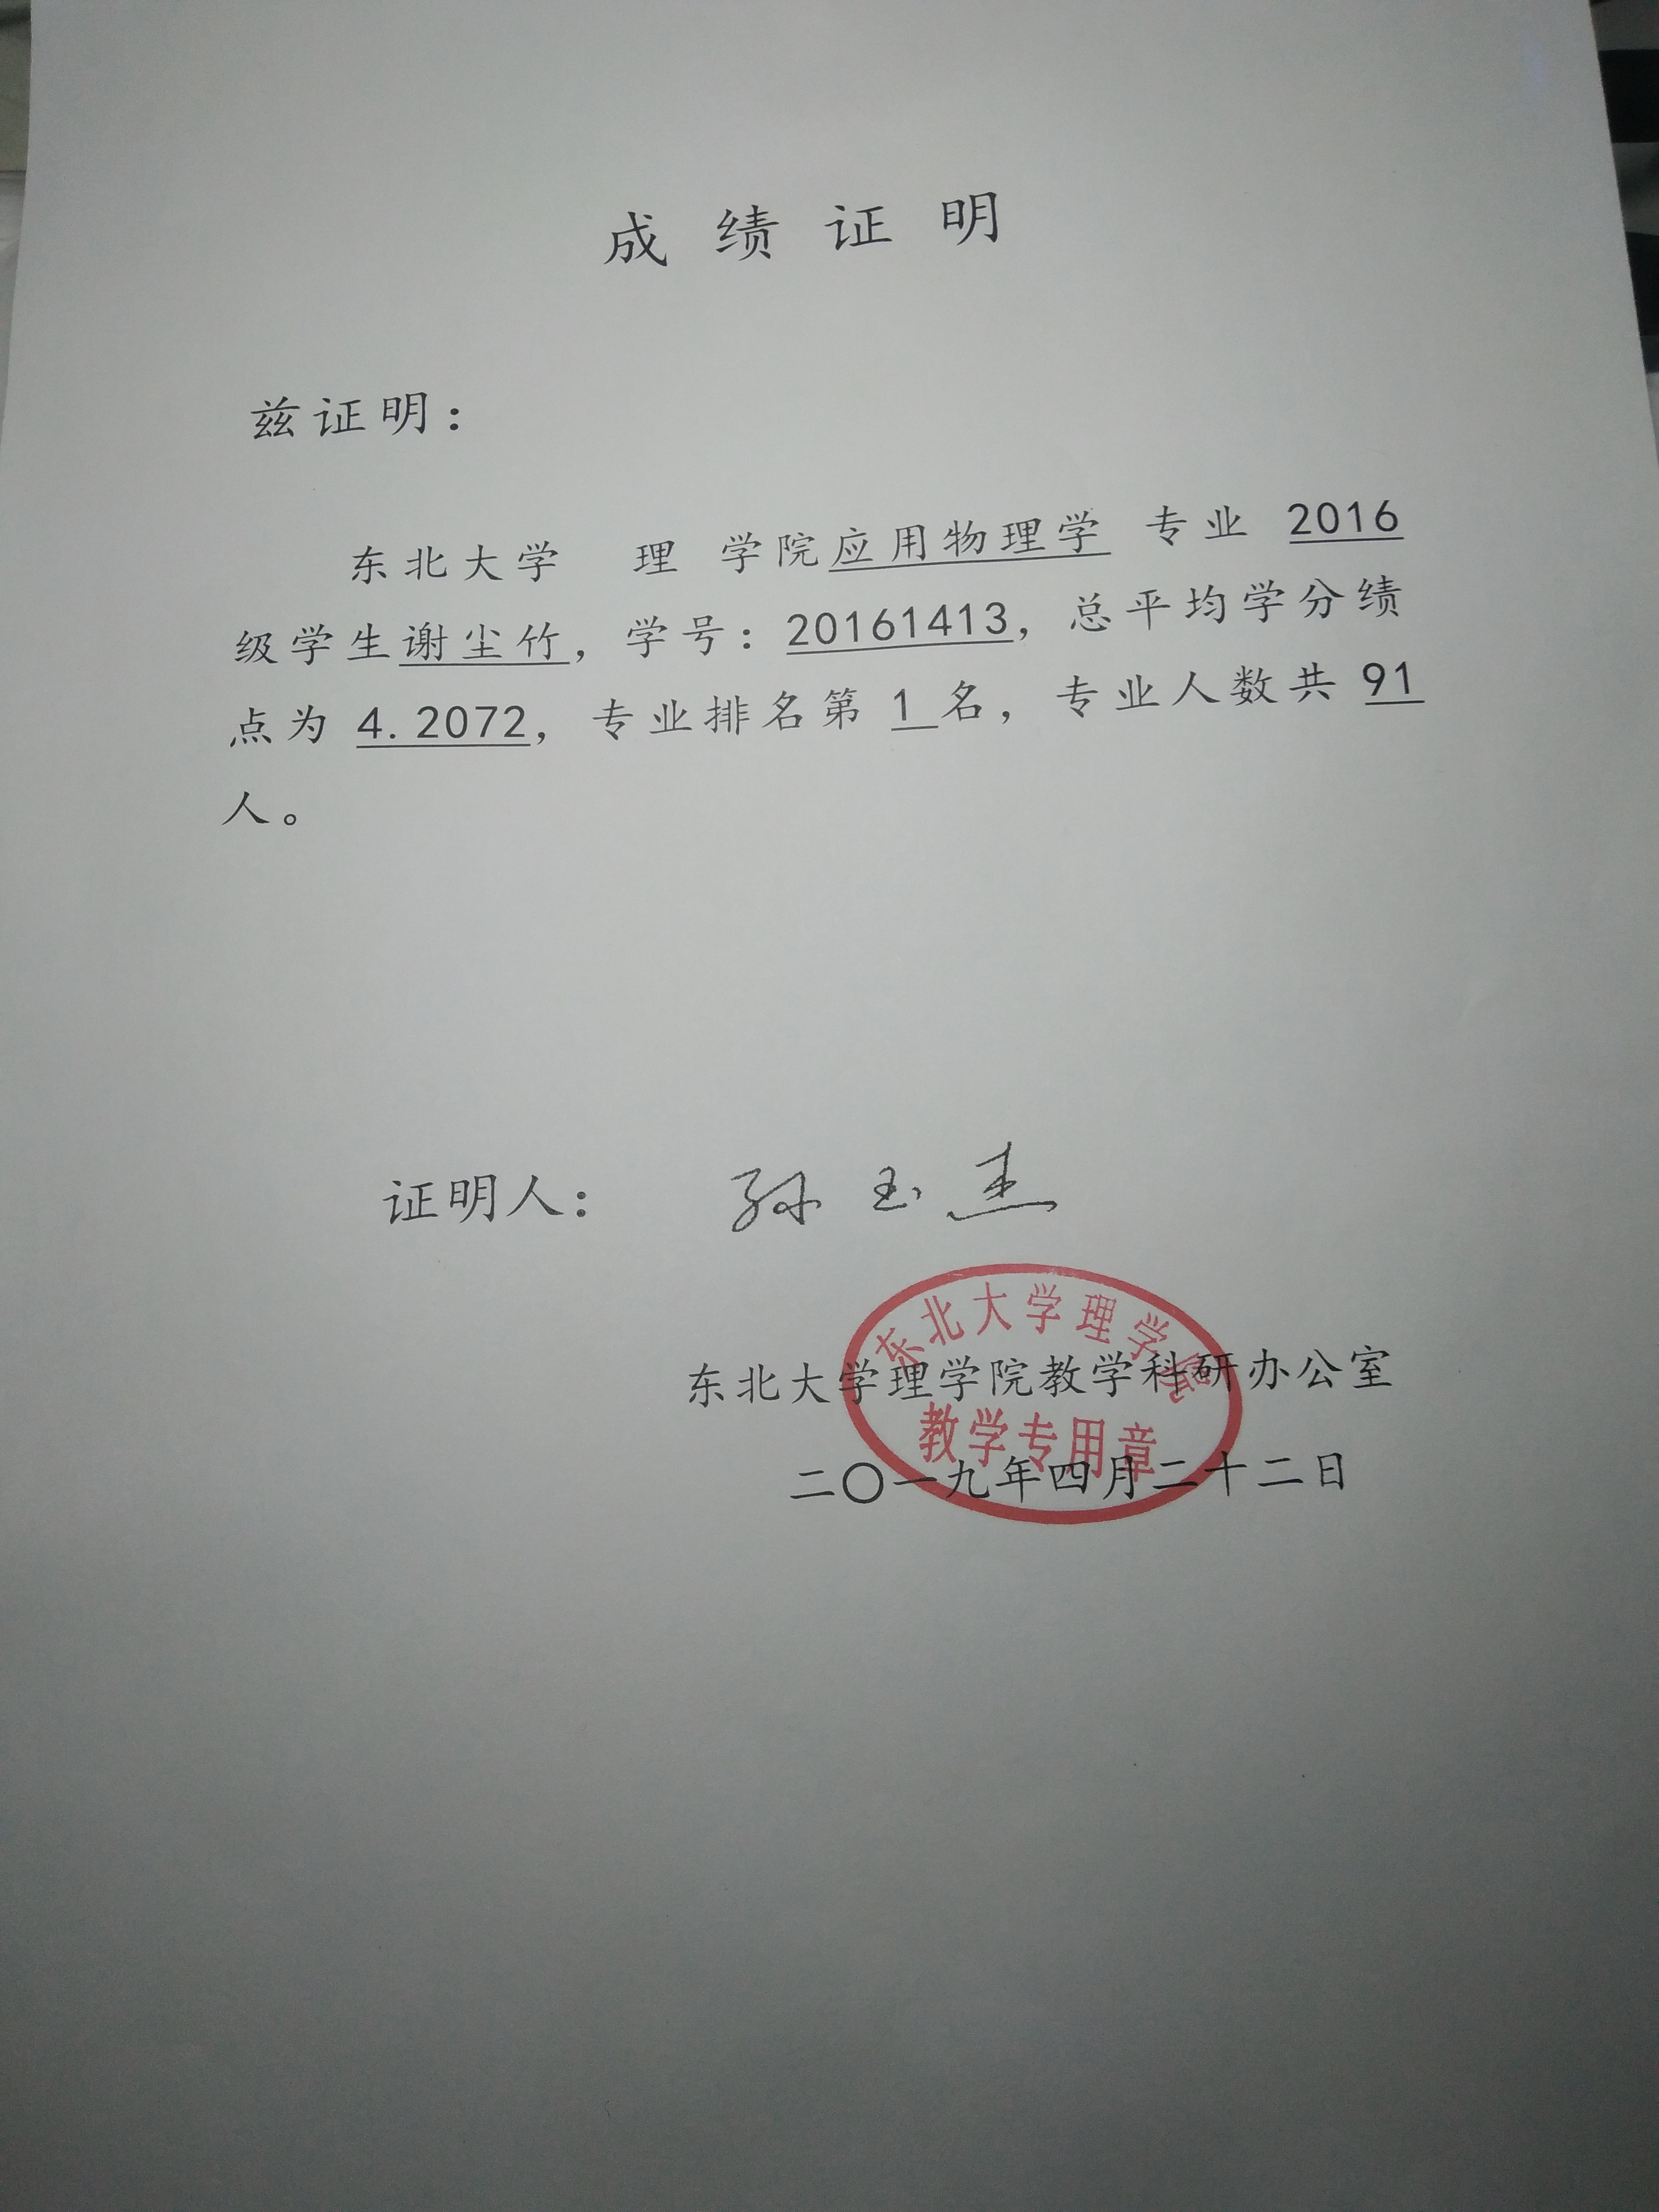 成绩证明
兹证明：
东北大学 理 学院应用物理学 专业 2016
级学生谢尘竹，学号：20161413，总平均学分绩
点为 4.2072，专业排名第 1 名，专业人数共 91
人。
证明人： 孙玉杰
东北大学理学院
东北大学理学院教学科研办公室
教学专用章
二〇一九年四月二十二日